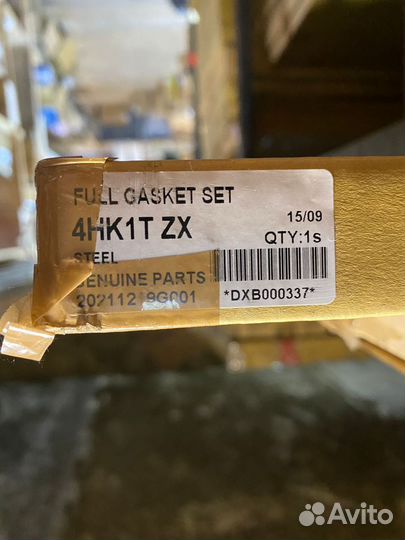 FULL GASKET SET
4HK1T ZX
15/09
STEEL
QTY:1s
GENUINE PARTS
*DXB000337*
Avito